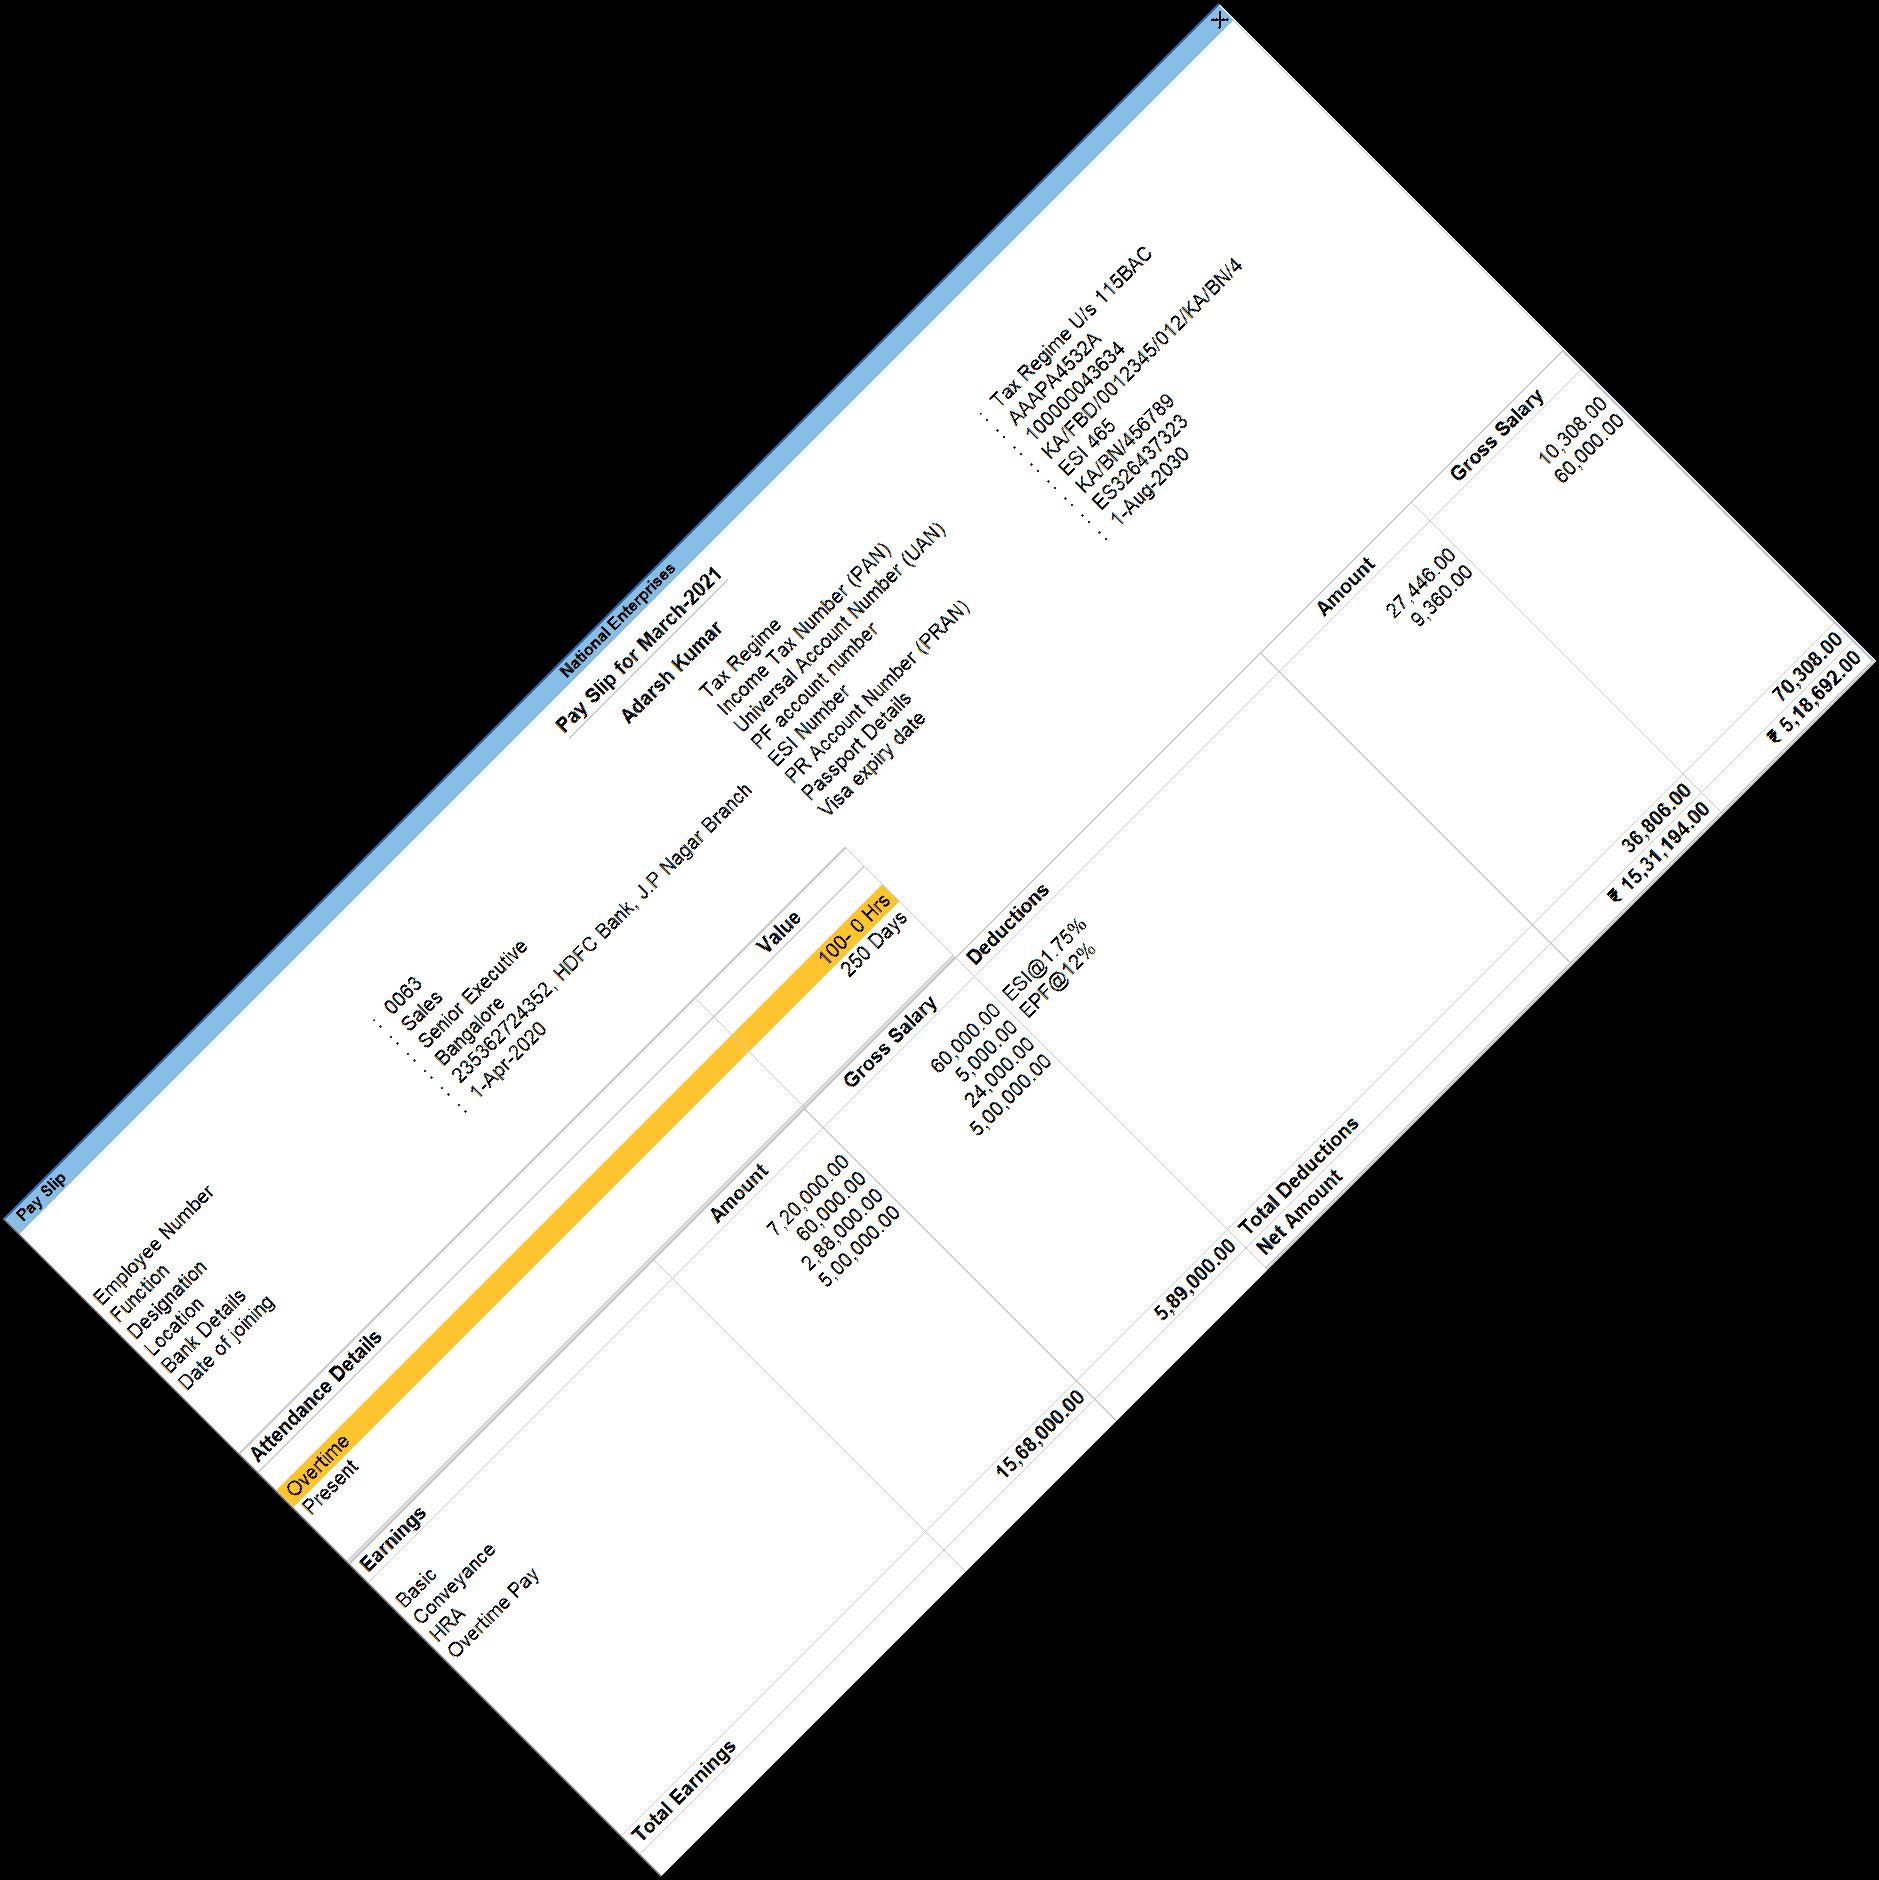 Pay Slip National Enterprises
Pay Slip for March-2021
Adarsh Kumar
Employee Number : 0063 Tax Regime : Tax Regime U/s 115BAC
Function : Sales Income Tax Number (PAN) : AAAPA4532A
Designation : Senior Executive Universal Account Number (UAN) : 100000043634
Location : Bangalore PF account number : KA/FBD/0012345/012/KA/BN/4
Bank Details : 235362724352, HDFC Bank, J.P Nagar Branch ESI Number : ESI 465
Date of joining : 1-Apr-2020 PR Account Number (PRAN) : KA/BN/456789
Passport Details : ES326437323
Visa expiry date : 1-Aug-2030
Attendance Details Value
Overtime 100- 0 Hrs
Present 250 Days
Earnings Amount Gross Salary Deductions Amount Gross Salary
Basic 7,20,000.00 60,000.00 ESI@1.75% 27,446.00 10,308.00
Conveyance 60,000.00 5,000.00 EPF@12% 9,360.00 60,000.00
HRA 2,88,000.00 24,000.00
Overtime Pay 5,00,000.00 5,00,000.00
Total Earnings 15,68,000.00 5,89,000.00 Total Deductions 36,806.00 70,308.00
Net Amount ₹ 15,31,194.00 ₹ 5,18,692.00